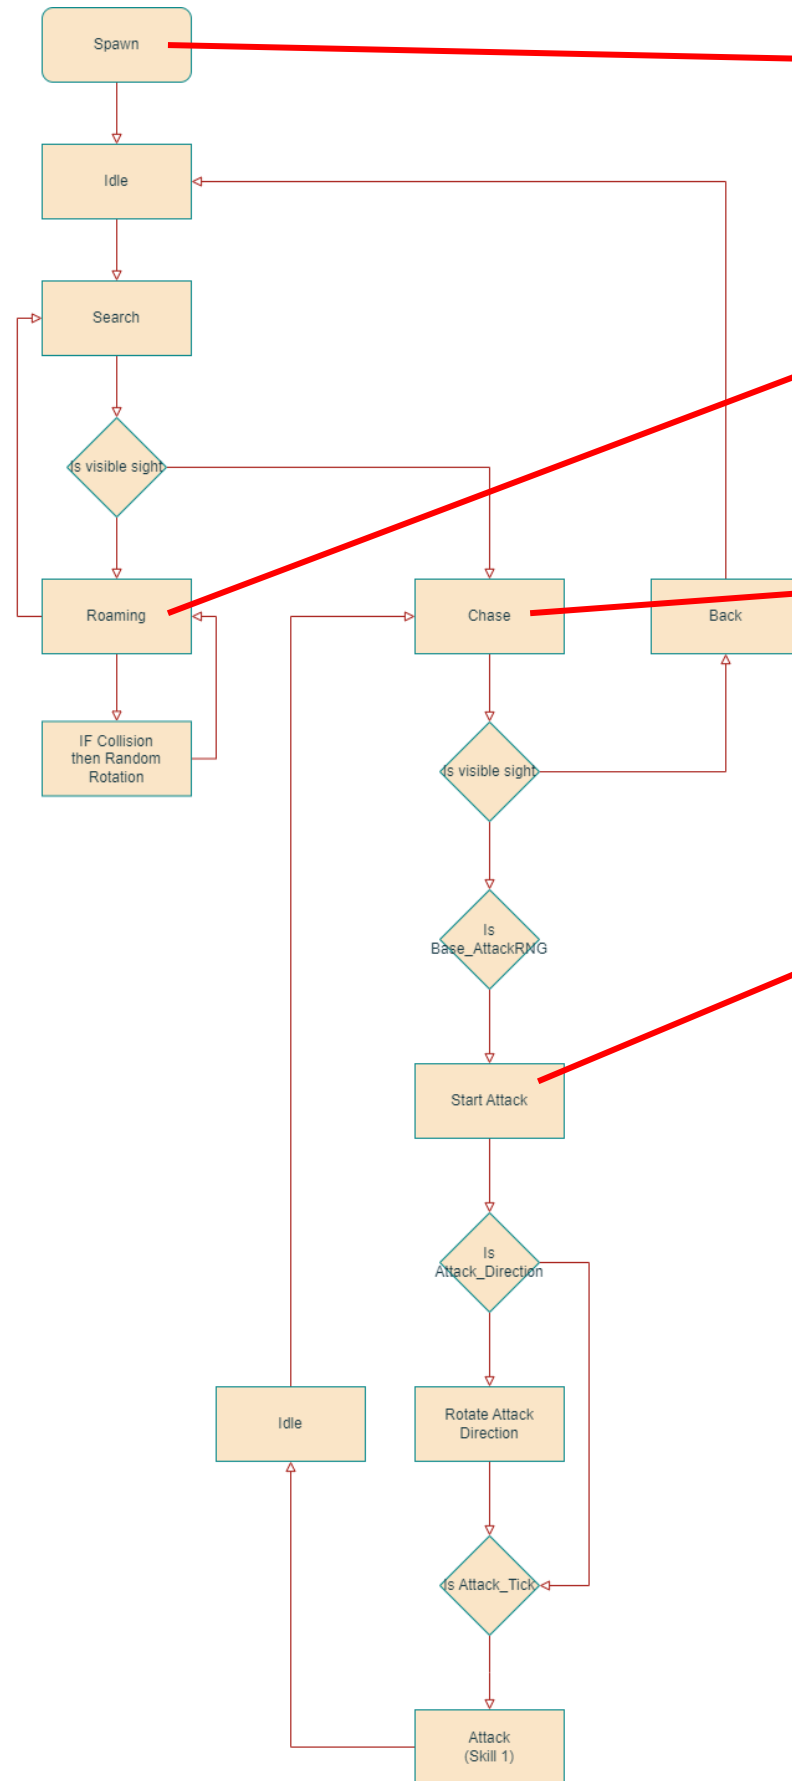 Spawn
Idle
Search
Is visible sight
Roaming
Chase
Back
IF Collision
then Random
Rotation
Is visible sight
Is
Base_AttackRNG
Start Attack
Is
Attack_Direction
Idle
Rotate Attack
Direction
Is Attack_Tick
Attack
(Skill 1)